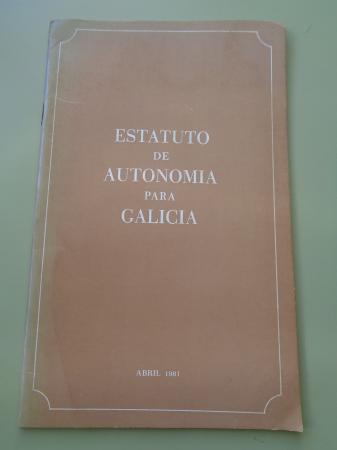 ESTATUTO
DE
AUTONOMIA
PARA
GALICIA
ABRIL 1981